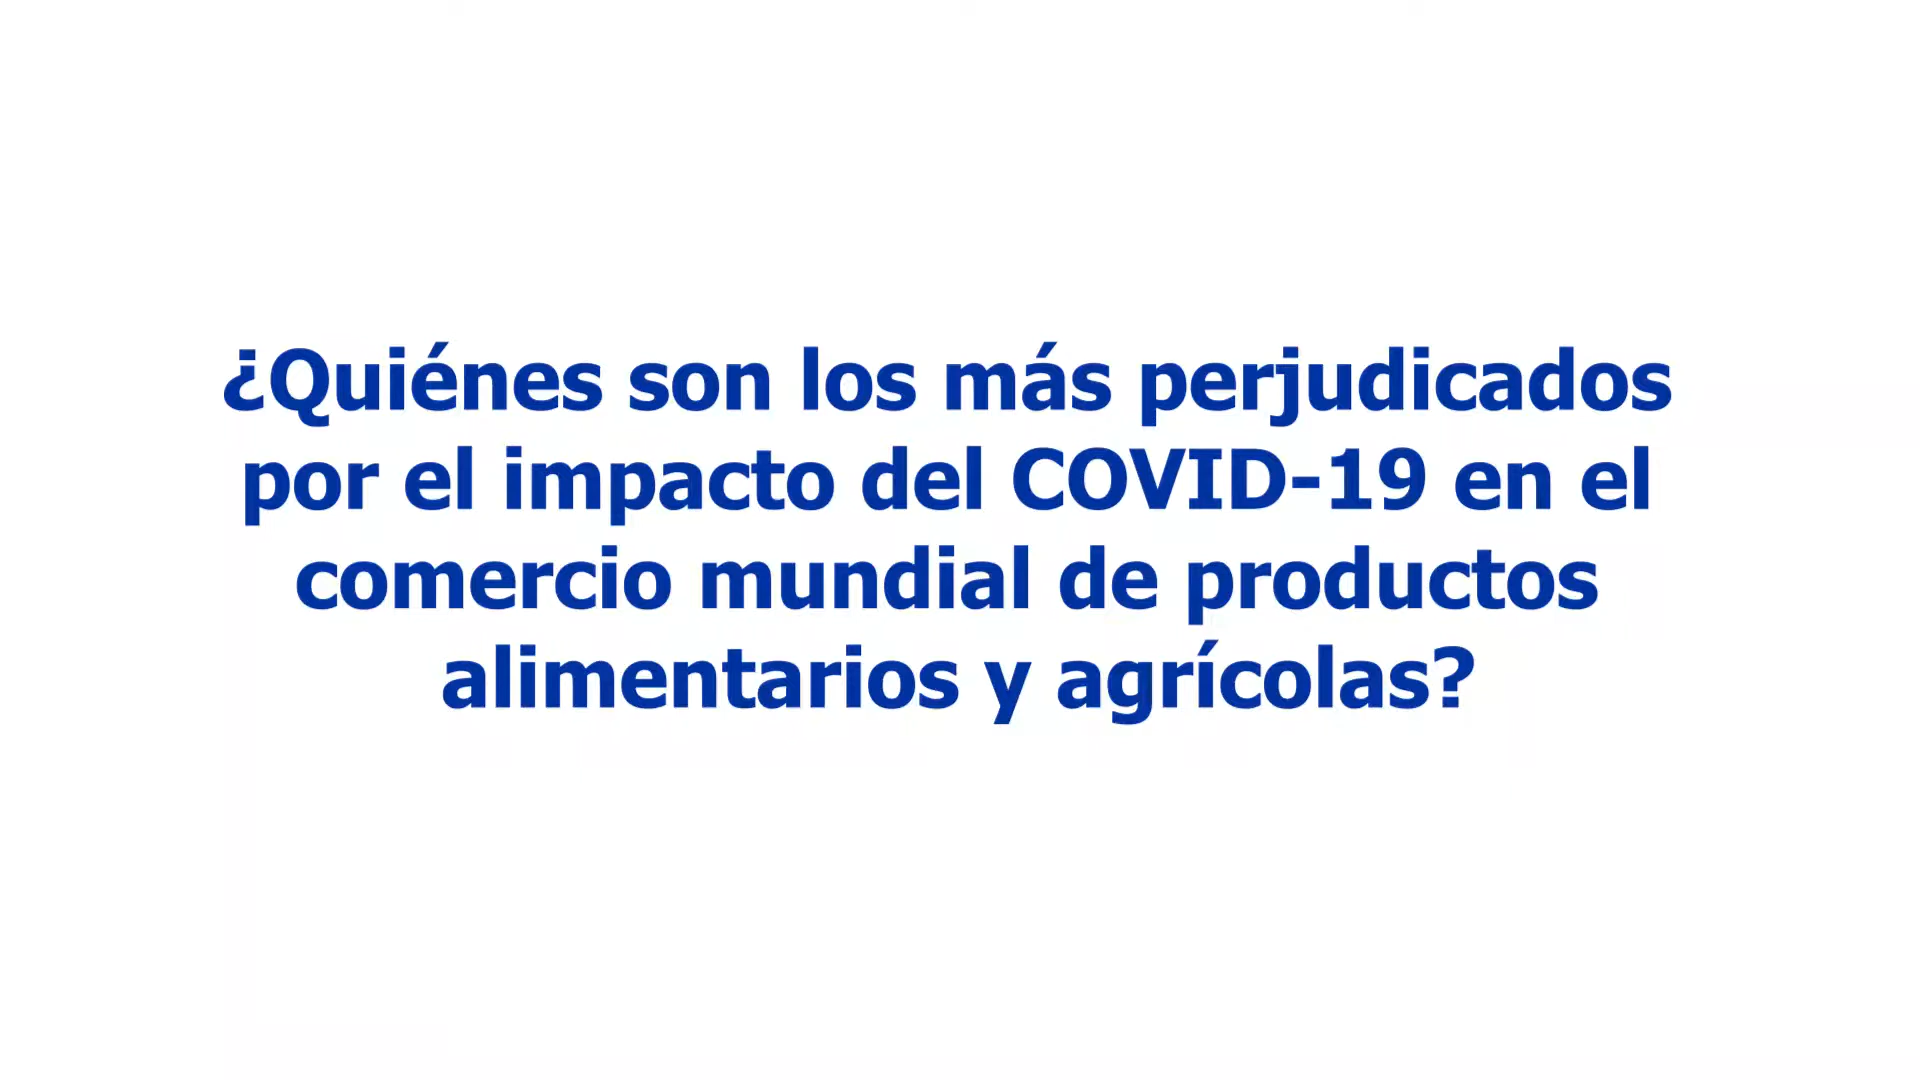 ¿Quiénes son los más perjudicados
por el impacto del COVID-19 en el
comercio mundial de productos
alimentarios y agrícolas?